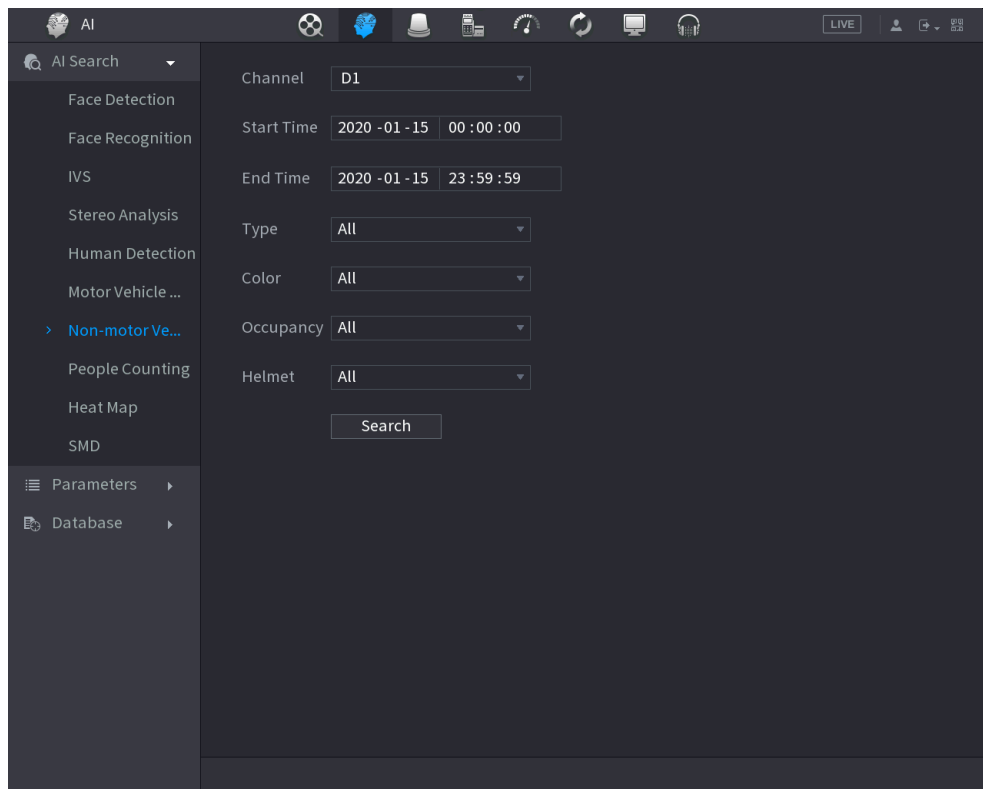 AI
LIVE
AI Search
Face Detection
Face Recognition
IVS
Stereo Analysis
Human Detection
Motor Vehicle ...
Non-motor Ve...
People Counting
Heat Map
SMD
Parameters
Database
Channel D1
Start Time 2020 -01 -15 00 : 00 : 00
End Time 2020 -01 -15 23 : 59 : 59
Type All
Color All
Occupancy All
Helmet All
Search